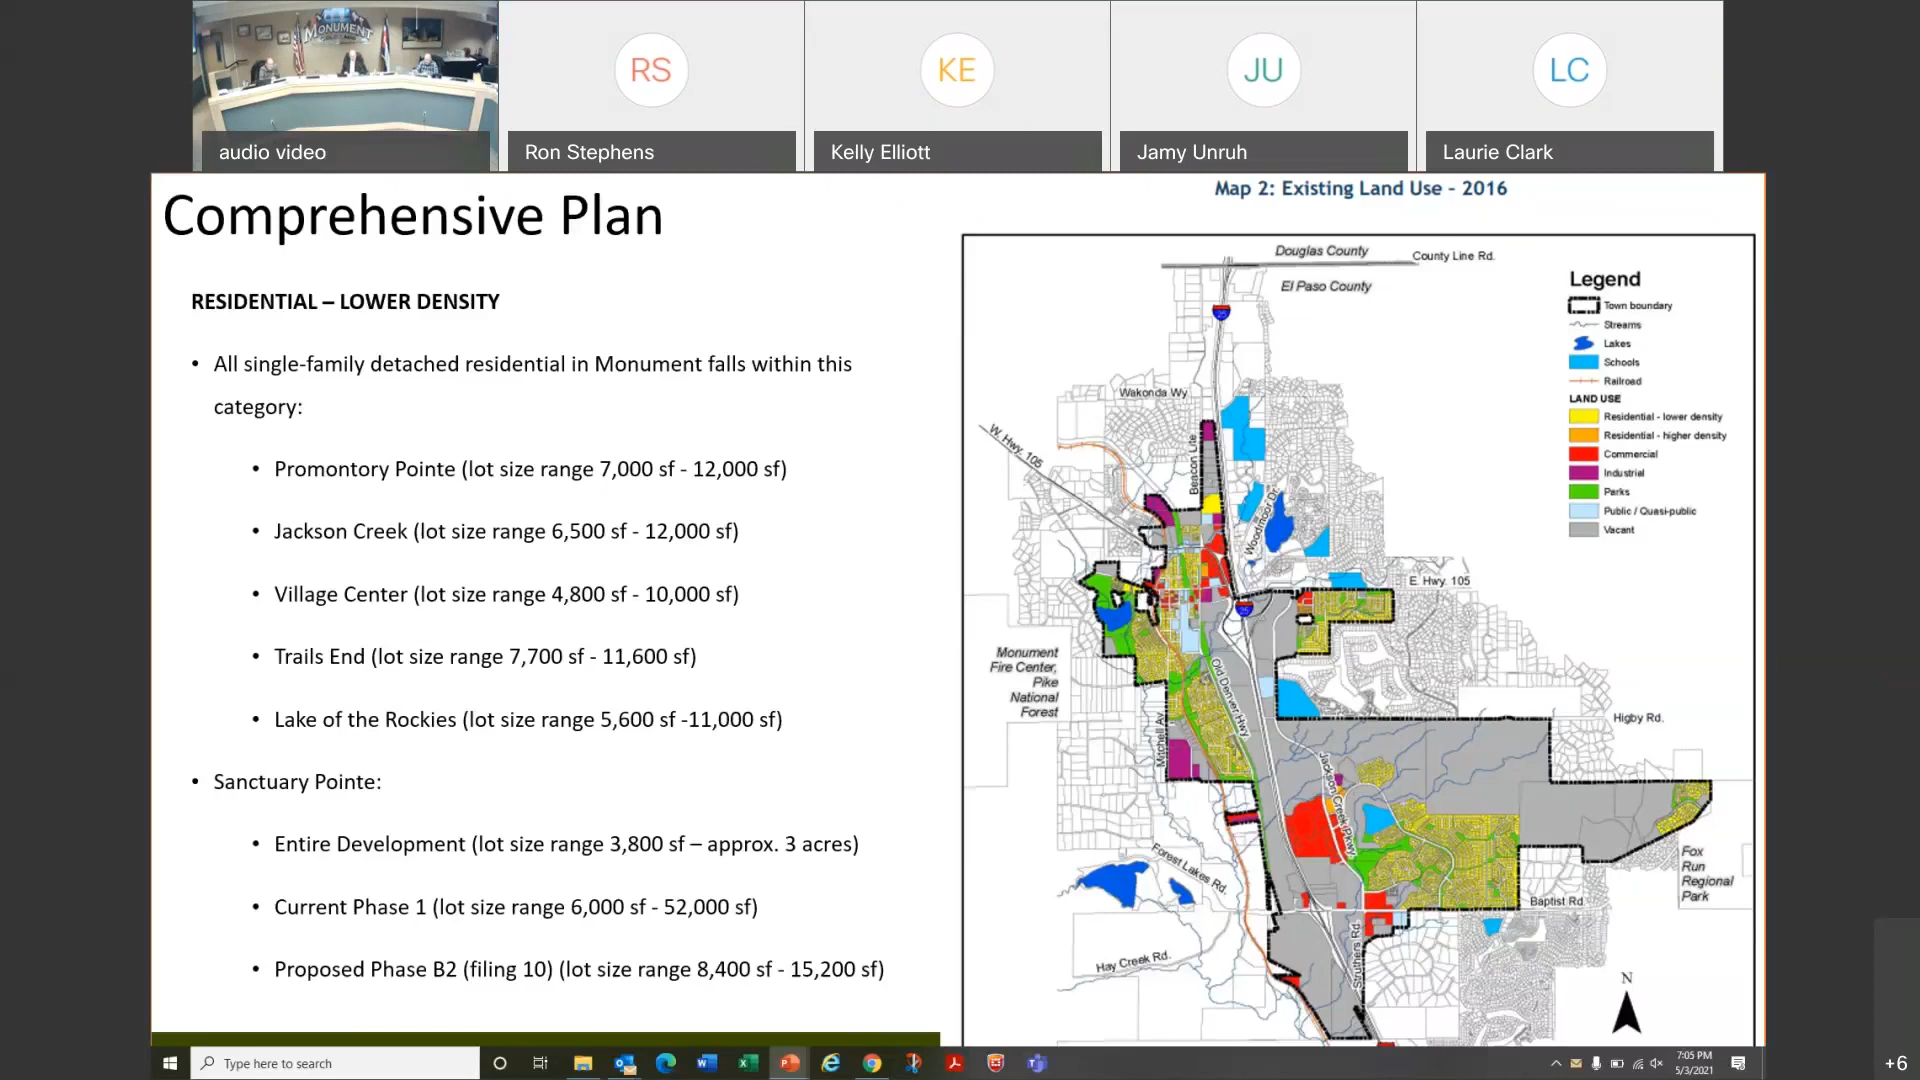 MONUMENT
RS
KE
JU
LC
audio video
Ron Stephens
Kelly Elliott
Jamy Unruh
Laurie Clark
Comprehensive Plan
RESIDENTIAL – LOWER DENSITY
• All single-family detached residential in Monument falls within this
category:
• Promontory Pointe (lot size range 7,000 sf - 12,000 sf)
• Jackson Creek (lot size range 6,500 sf - 12,000 sf)
• Village Center (lot size range 4,800 sf - 10,000 sf)
• Trails End (lot size range 7,700 sf - 11,600 sf)
• Lake of the Rockies (lot size range 5,600 sf -11,000 sf)
• Sanctuary Pointe:
• Entire Development (lot size range 3,800 sf – approx. 3 acres)
• Current Phase 1 (lot size range 6,000 sf - 52,000 sf)
• Proposed Phase B2 (filing 10) (lot size range 8,400 sf - 15,200 sf)
Map 2: Existing Land Use - 2016
Douglas County
County Line Rd.
El Paso County
25
Wakonda Wy
W. Hwy. 105
Beacon Lite
Woodmoor Dr.
E. Hwy. 105
25
Monument
Fire Center,
Pike
National
Forest
Old Denver Hwy.
Mitchell Av.
Higby Rd.
Jackson Creek Pkwy.
Forest Lakes Rd.
Fox
Run
Regional
Park
Baptist Rd.
Struthers Rd.
Hay Creek Rd.
N
Legend
Town boundary
Streams
Lakes
Schools
Railroad
LAND USE
Residential - lower density
Residential - higher density
Commercial
Industrial
Parks
Public / Quasi-public
Vacant
Type here to search
7:05 PM
5/3/2021
+6